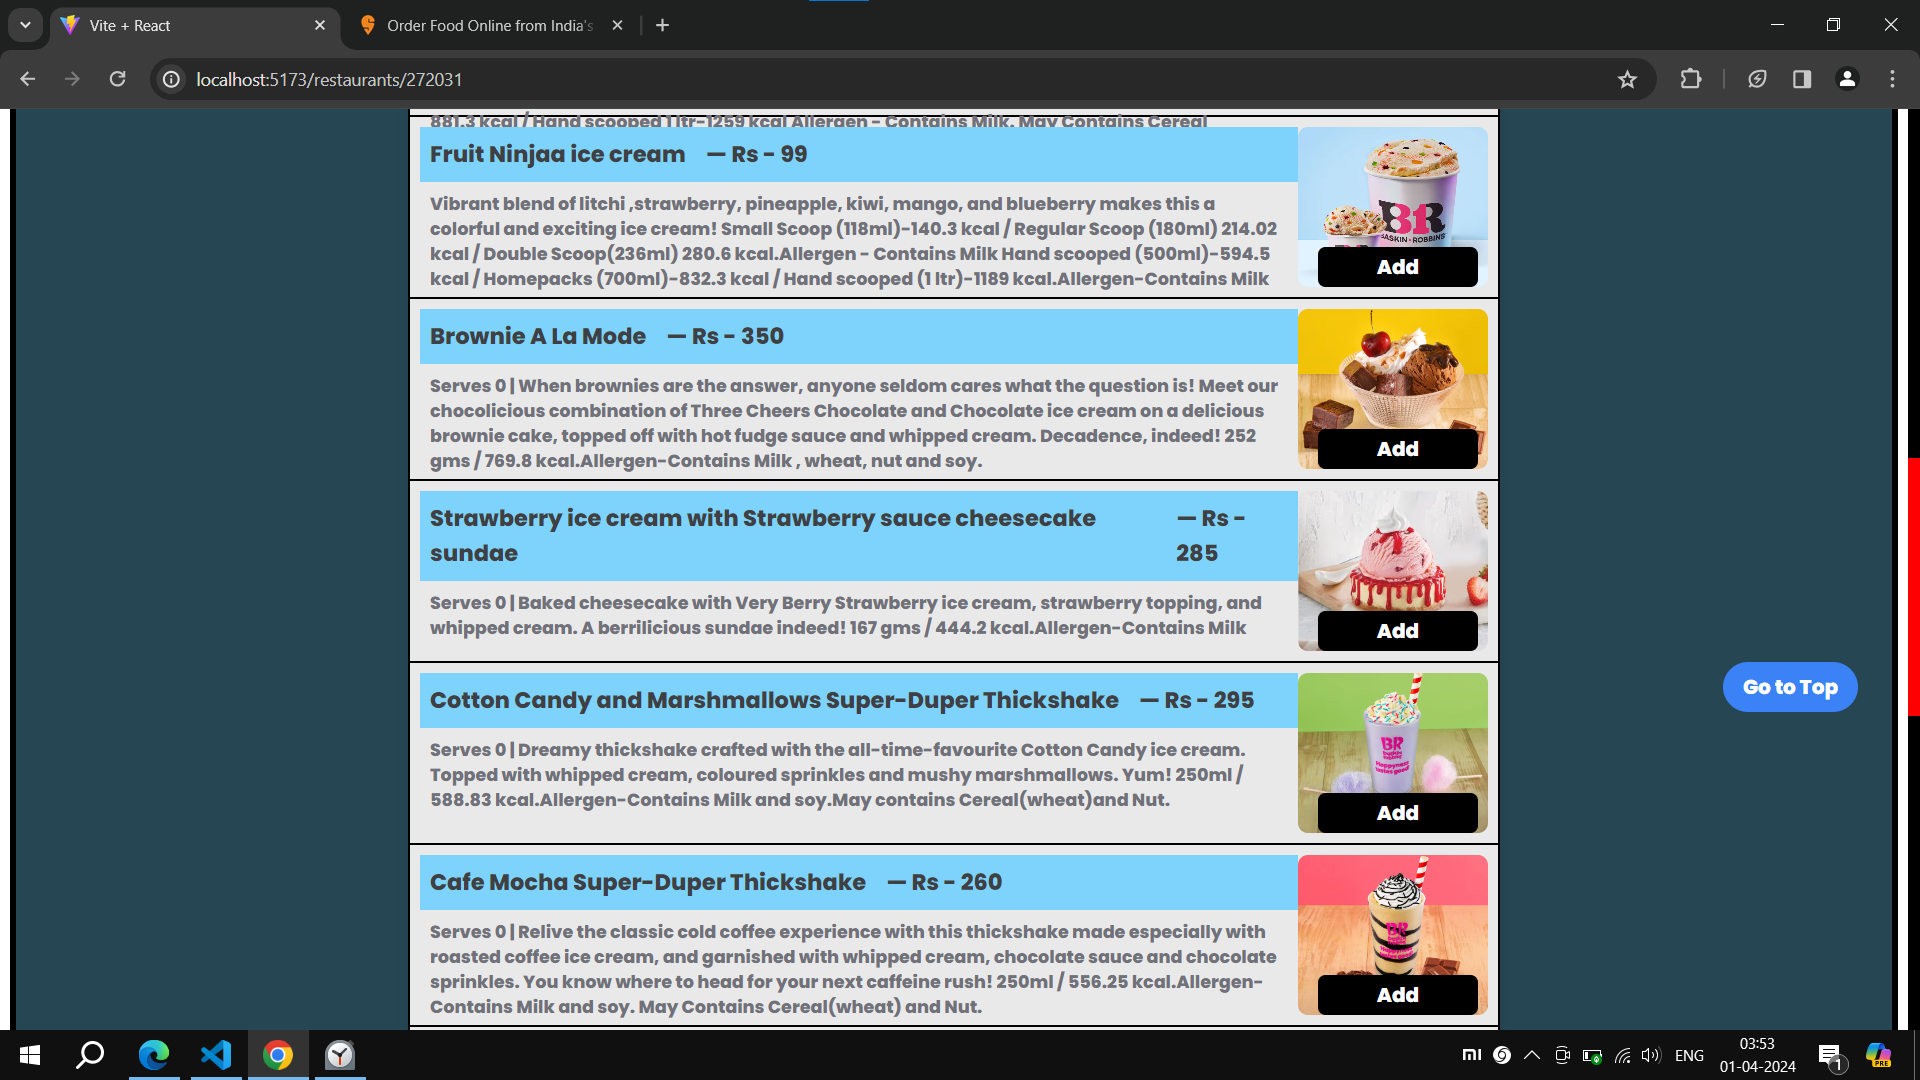 Vite + React
Order Food Online from India's
localhost:5173/restaurants/272031
881.3 kcal / Hand scooped 1 ltr-1259 kcal Allergen - Contains Milk. May Contains Cereal
Fruit Ninjaa ice cream — Rs - 99
Vibrant blend of litchi ,strawberry, pineapple, kiwi, mango, and blueberry makes this a
colorful and exciting ice cream! Small Scoop (118ml)-140.3 kcal / Regular Scoop (180ml) 214.02
kcal / Double Scoop(236ml) 280.6 kcal.Allergen - Contains Milk Hand scooped (500ml)-594.5
kcal / Homepacks (700ml)-832.3 kcal / Hand scooped (1 ltr)-1189 kcal.Allergen-Contains Milk
BR
BASKIN-ROBBINS
Add
Brownie A La Mode — Rs - 350
Serves 0 | When brownies are the answer, anyone seldom cares what the question is! Meet our
chocolicious combination of Three Cheers Chocolate and Chocolate ice cream on a delicious
brownie cake, topped off with hot fudge sauce and whipped cream. Decadence, indeed! 252
gms / 769.8 kcal.Allergen-Contains Milk , wheat, nut and soy.
Add
Strawberry ice cream with Strawberry sauce cheesecake — Rs -
sundae 285
Serves 0 | Baked cheesecake with Very Berry Strawberry ice cream, strawberry topping, and
whipped cream. A berrilicious sundae indeed! 167 gms / 444.2 kcal.Allergen-Contains Milk
Add
Go to Top
Cotton Candy and Marshmallows Super-Duper Thickshake — Rs - 295
Serves 0 | Dreamy thickshake crafted with the all-time-favourite Cotton Candy ice cream.
Topped with whipped cream, coloured sprinkles and mushy marshmallows. Yum! 250ml /
588.83 kcal.Allergen-Contains Milk and soy.May contains Cereal(wheat)and Nut.
BR
baskin
robbins
Happyness
tastes good!
Add
Cafe Mocha Super-Duper Thickshake — Rs - 260
Serves 0 | Relive the classic cold coffee experience with this thickshake made especially with
roasted coffee ice cream, and garnished with whipped cream, chocolate sauce and chocolate
sprinkles. You know where to head for your next caffeine rush! 250ml / 556.25 kcal.Allergen-
Contains Milk and soy. May Contains Cereal(wheat) and Nut.
BR
Add
mi
ENG
03:53
01-04-2024
1
PRE